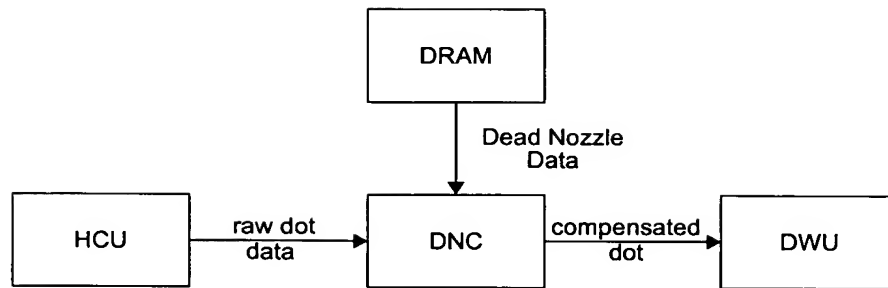 DRAM
Dead Nozzle
Data
HCU
raw dot
data
DNC
compensated
dot
DWU